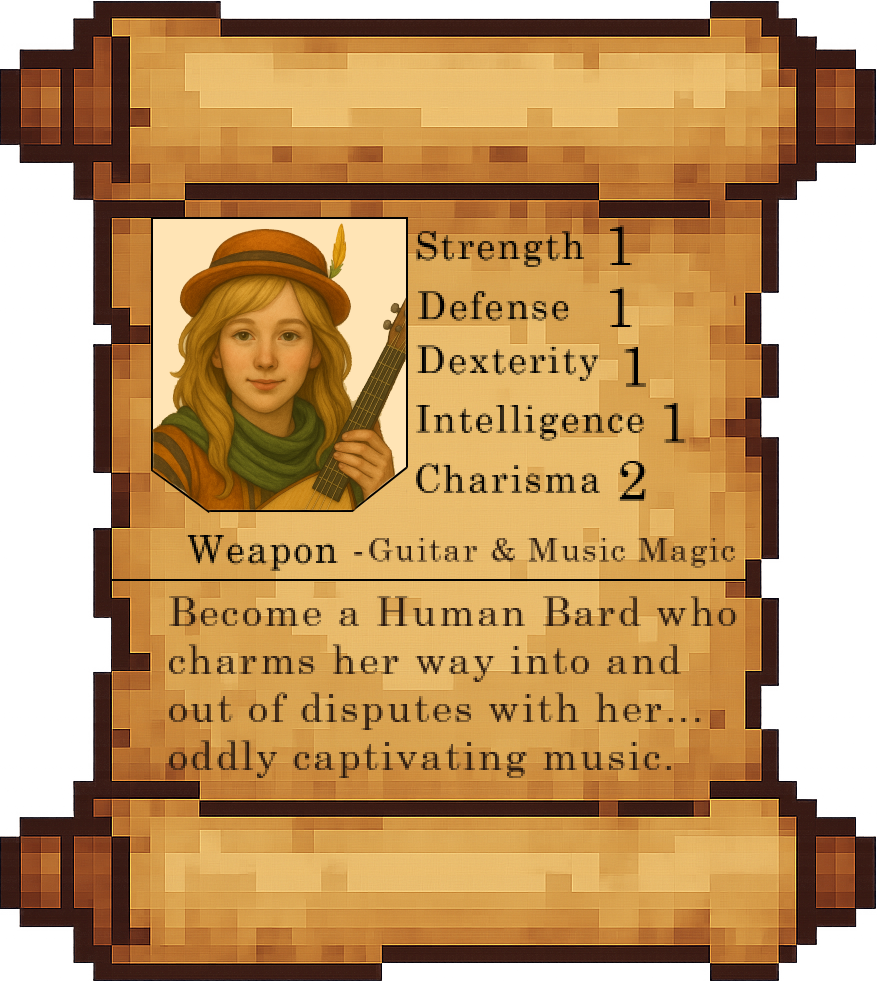 Strength 1
Defense 1
Dexterity 1
Intelligence 1
Charisma 2
Weapon -Guitar & Music Magic
Become a Human Bard who
charms her way into and
out of disputes with her...
oddly captivating music.